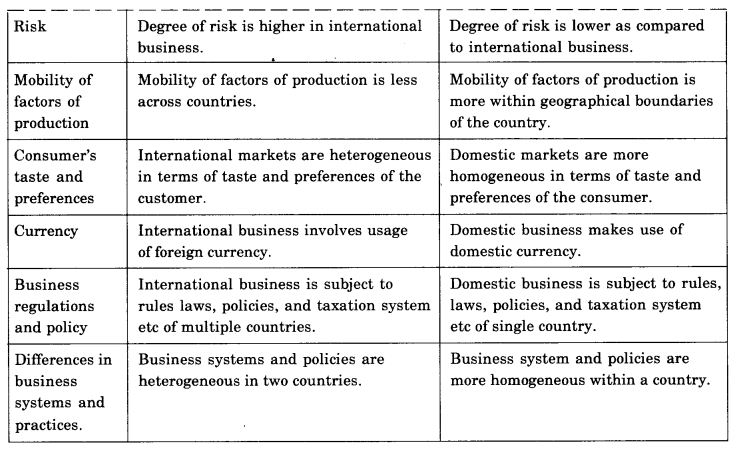 Risk
Degree of risk is higher in international
business.
Degree of risk is lower as compared
to international business.
Mobility of
factors of
production
Mobility of factors of production is less
across countries.
Mobility of factors of production is
more within geographical boundaries
of the country.
Consumer's
taste and
preferences
International markets are heterogeneous
in terms of taste and preferences of the
customer.
Domestic markets are more
homogeneous in terms of taste and
preferences of the consumer.
Currency
International business involves usage
of foreign currency.
Domestic business makes use of
domestic currency.
Business
regulations
and policy
International business is subject to
rules laws, policies, and taxation system
etc of multiple countries.
Domestic business is subject to rules,
laws, policies, and taxation system
etc of single country.
Differences in
business
systems and
practices.
Business systems and policies are
heterogeneous in two countries.
Business system and policies are
more homogeneous within a country.